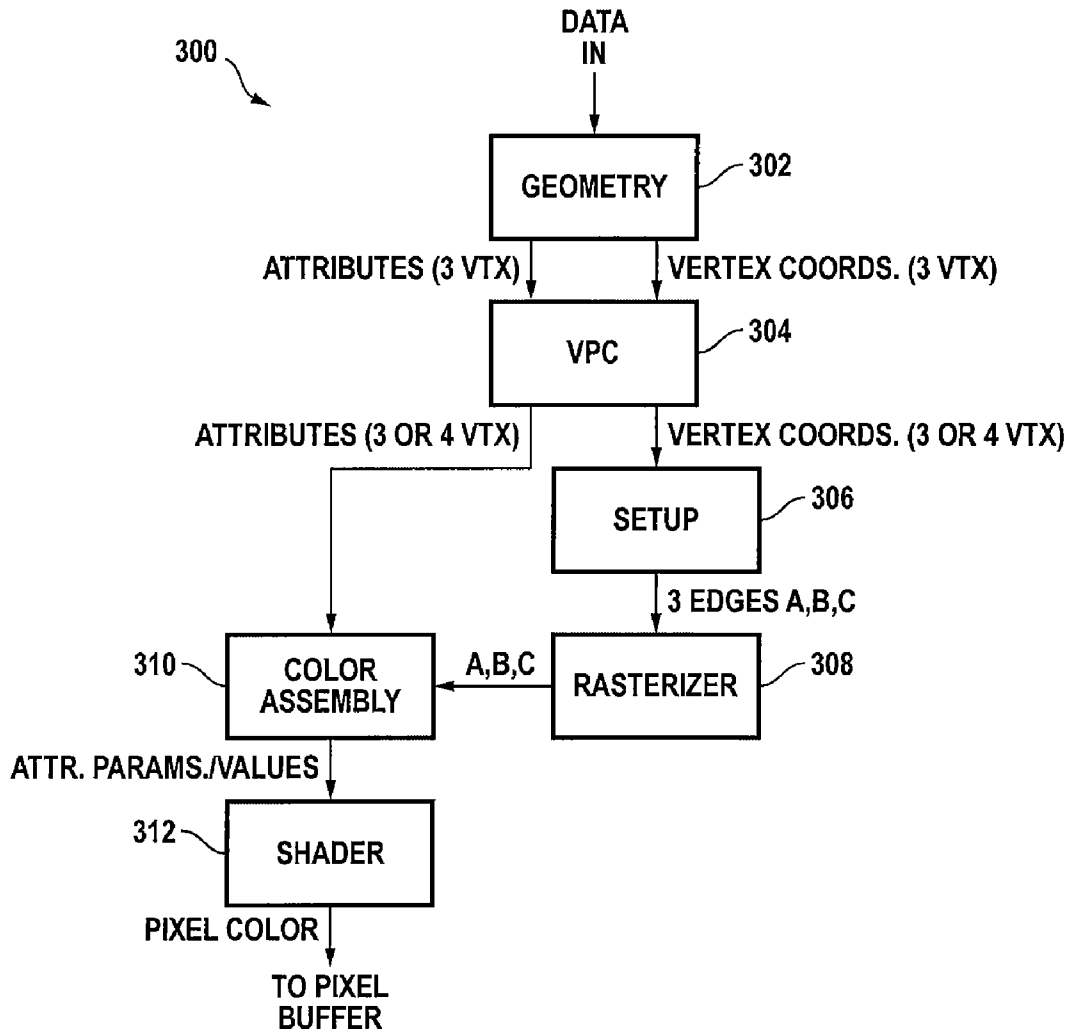 DATA
IN
300
GEOMETRY
302
ATTRIBUTES (3 VTX)
VERTEX COORDS. (3 VTX)
VPC
304
ATTRIBUTES (3 OR 4 VTX)
VERTEX COORDS. (3 OR 4 VTX)
SETUP
306
3 EDGES A,B,C
310
COLOR
ASSEMBLY
A,B,C
RASTERIZER
308
ATTR. PARAMS./VALUES
312
SHADER
PIXEL COLOR
TO PIXEL
BUFFER